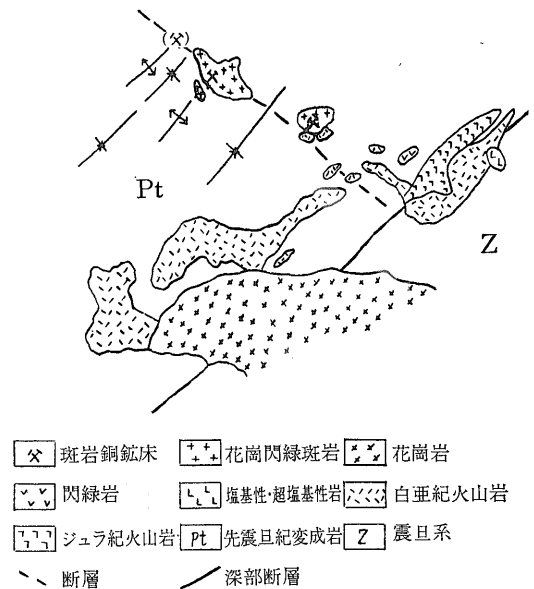 Pt
Z
斑岩銅鉱床 花崗閃緑斑岩 花崗岩
閃緑岩 塩基性・超塩基性岩 白亜紀火山岩
ジュラ紀火山岩 Pt 先震旦紀変成岩 Z 震旦系
断層 深部断層